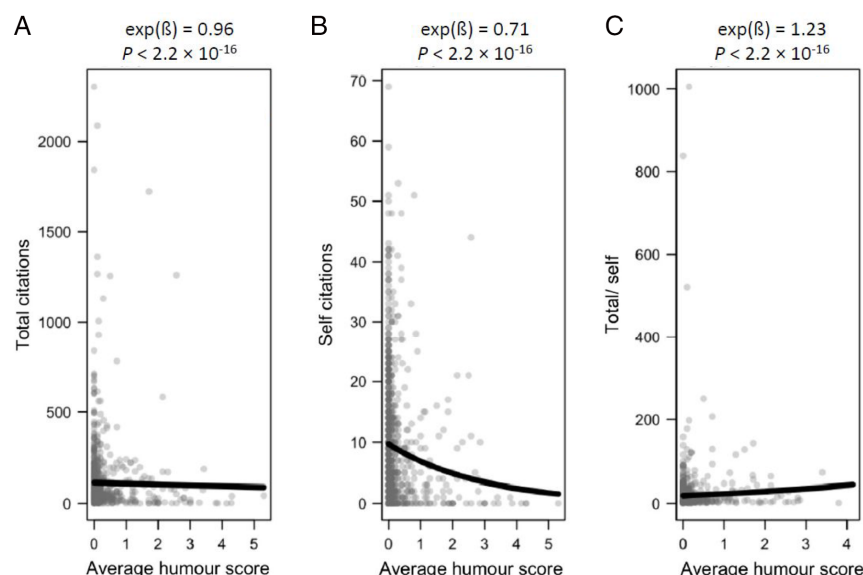 A
exp(ß) = 0.96
P < 2.2 × 10-16
2000
1500
1000
500
0
Total citations
0 1 2 3 4 5
Average humour score
B
exp(ß) = 0.71
P < 2.2 × 10-16
70
60
50
40
30
20
10
0
Self citations
0 1 2 3 4 5
Average humour score
C
exp(ß) = 1.23
P < 2.2 × 10-16
1000
800
600
400
200
0
Total/ self
0 1 2 3 4
Average humour score